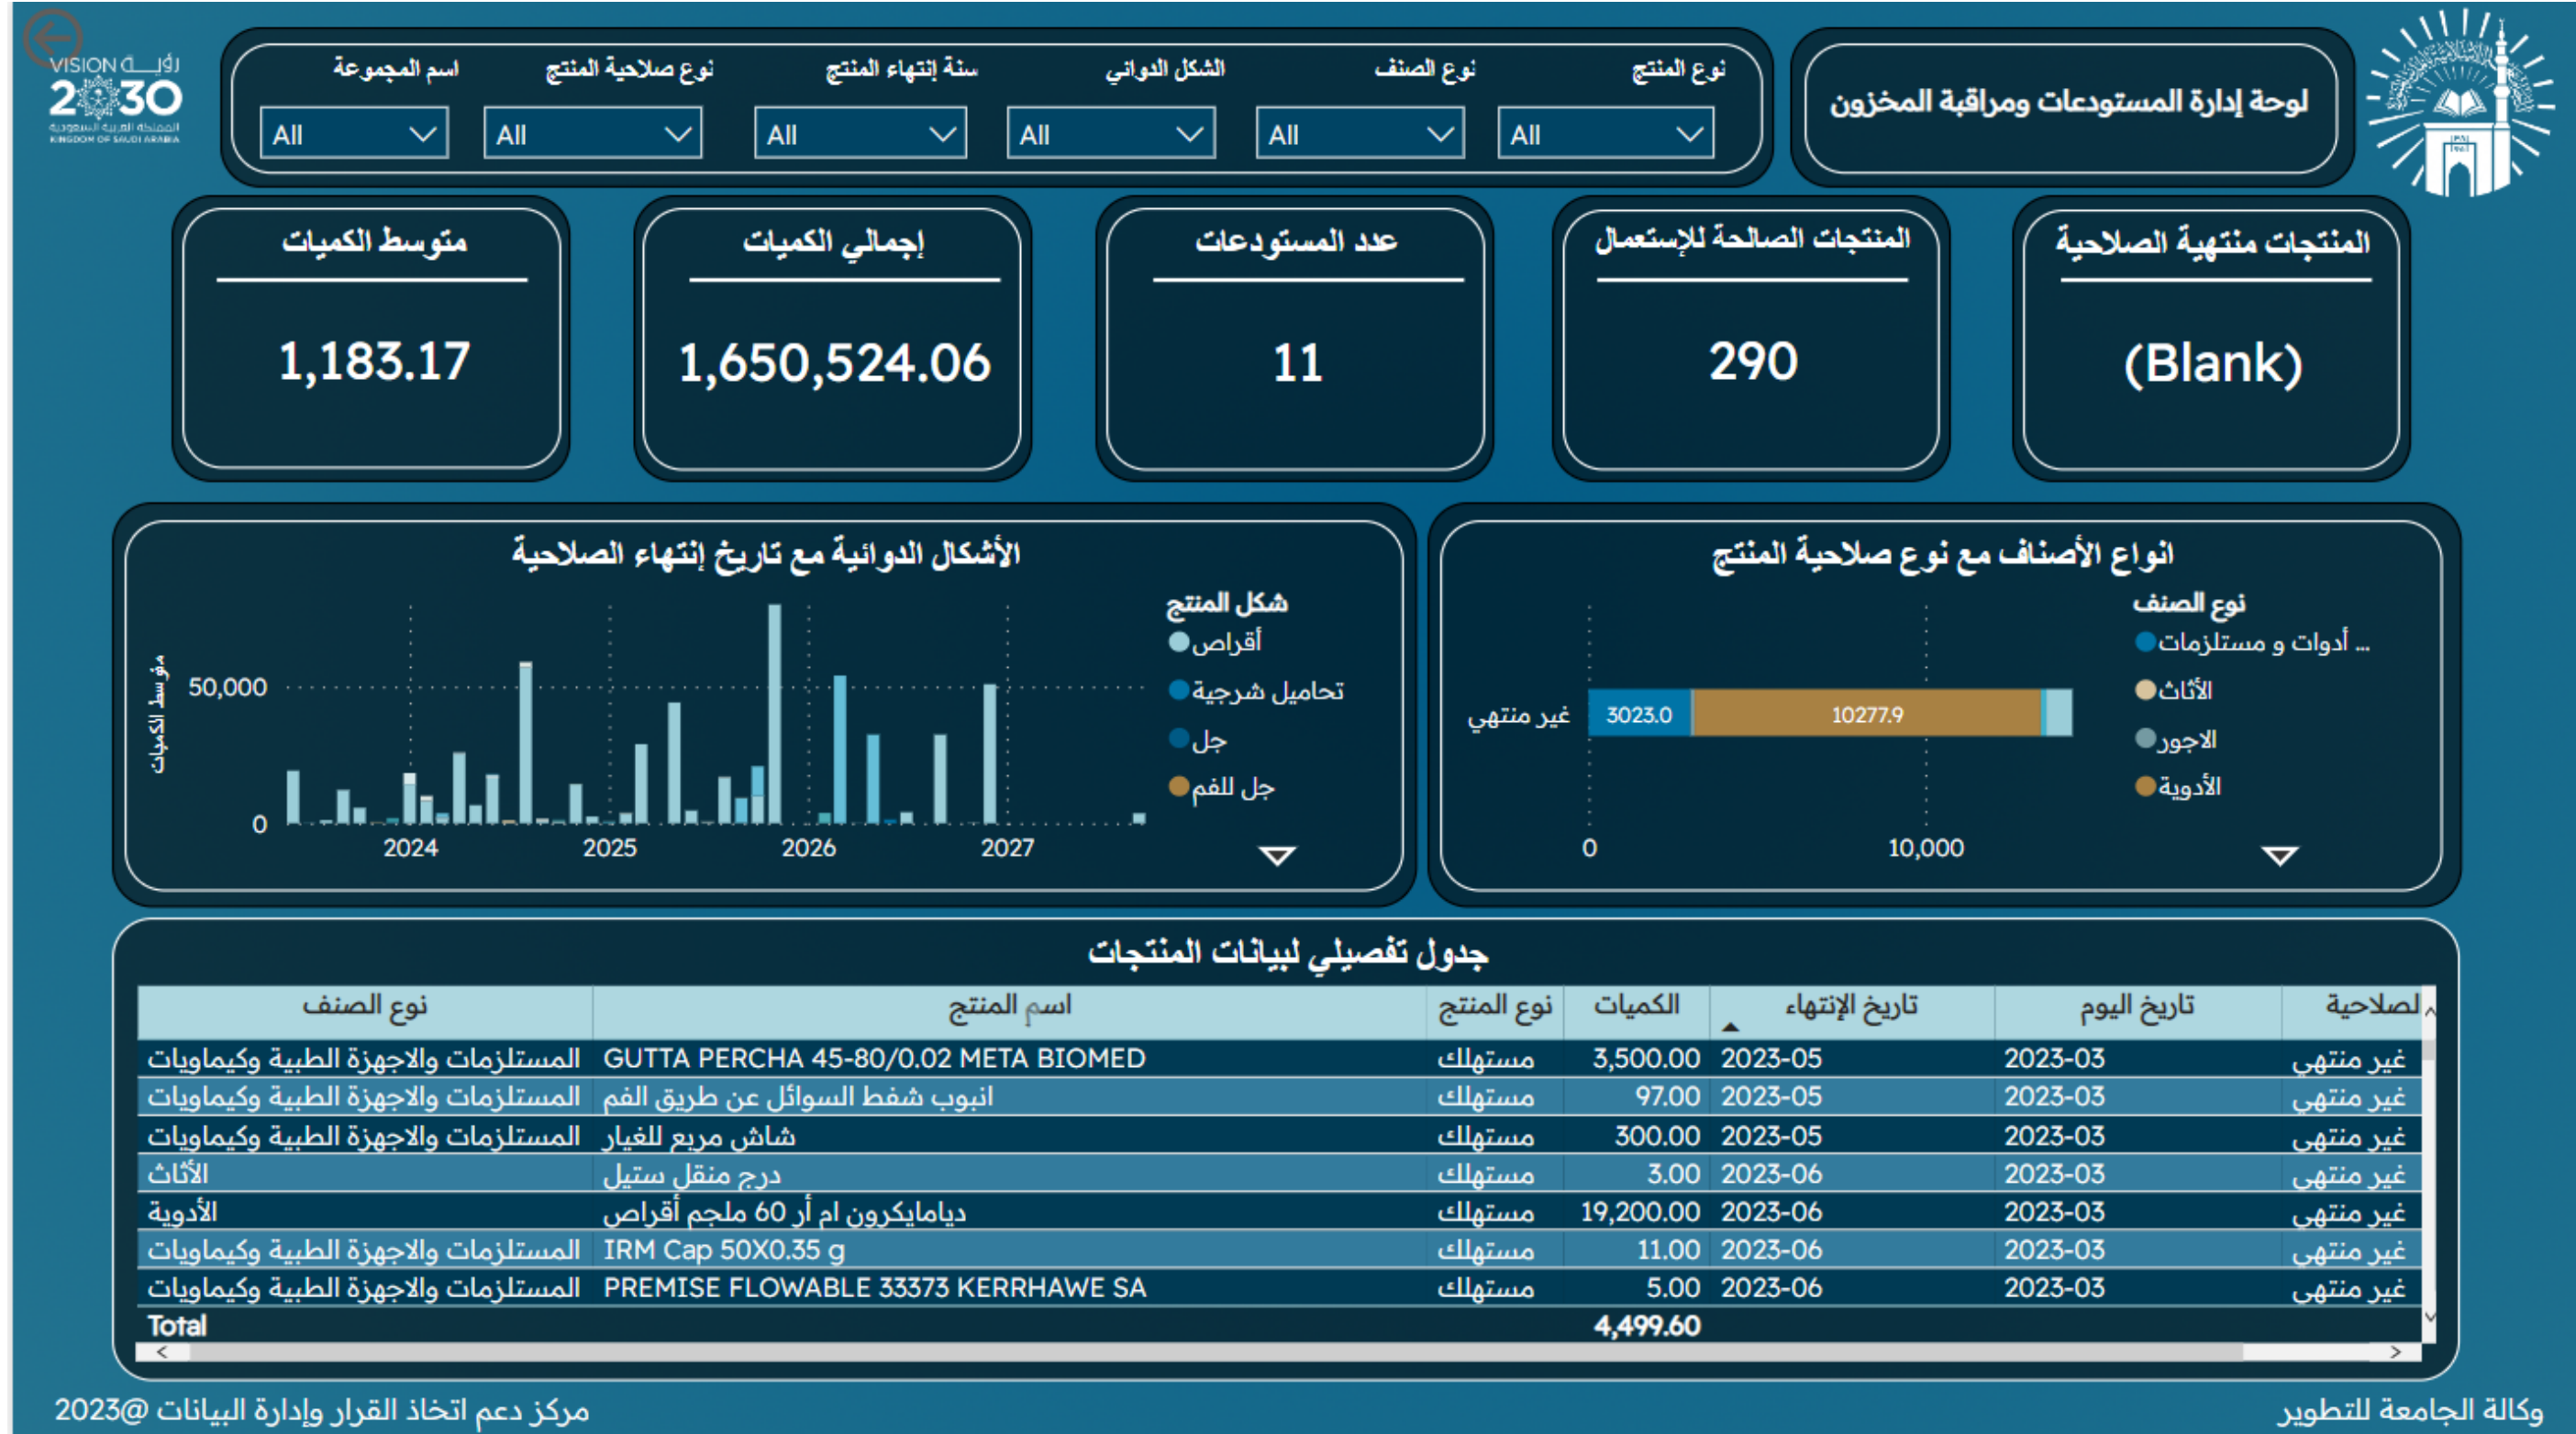 لوحة إدارة المستودعات ومراقبة المخزون
نوع المنتج
All
نوع الصنف
All
الشكل الدوائي
All
سنة إنتهاء المنتج
All
نوع صلاحية المنتج
All
اسم المجموعة
All
VISION رؤيــة
2030
المملكة العربية السعودية
KINGDOM OF SAUDI ARABIA
المنتجات منتهية الصلاحية
(Blank)
المنتجات الصالحة للإستعمال
290
عدد المستودعات
11
إجمالي الكميات
1,650,524.06
متوسط الكميات
1,183.17
انواع الأصناف مع نوع صلاحية المنتج
نوع الصنف
أدوات و مستلزمات ...
الأثاث
الاجور
الأدوية
غير منتهي
3023.0
10277.9
0
10,000
الأشكال الدوائية مع تاريخ إنتهاء الصلاحية
شكل المنتج
أقراص
تحاميل شرجية
جل
جل للفم
متوسط الكميات
50,000
0
2024
2025
2026
2027
جدول تفصيلي لبيانات المنتجات
نوع الصنف اسم المنتج نوع المنتج الكميات تاريخ الإنتهاء تاريخ اليوم لصلاحية
المستلزمات والاجهزة الطبية وكيماويات GUTTA PERCHA 45-80/0.02 META BIOMED مستهلك 3,500.00 2023-05 2023-03 غير منتهي
المستلزمات والاجهزة الطبية وكيماويات انبوب شفط السوائل عن طريق الفم مستهلك 97.00 2023-05 2023-03 غير منتهي
المستلزمات والاجهزة الطبية وكيماويات شاش مربع للغيار مستهلك 300.00 2023-05 2023-03 غير منتهي
الأثاث درج منقل ستيل مستهلك 3.00 2023-06 2023-03 غير منتهي
الأدوية ديامايكرون ام أر 60 ملجم أقراص مستهلك 19,200.00 2023-06 2023-03 غير منتهي
المستلزمات والاجهزة الطبية وكيماويات IRM Cap 50X0.35 g مستهلك 11.00 2023-06 2023-03 غير منتهي
المستلزمات والاجهزة الطبية وكيماويات PREMISE FLOWABLE 33373 KERRHAWE SA مستهلك 5.00 2023-06 2023-03 غير منتهي
Total 4,499.60
وكالة الجامعة للتطوير
مركز دعم اتخاذ القرار وإدارة البيانات @2023